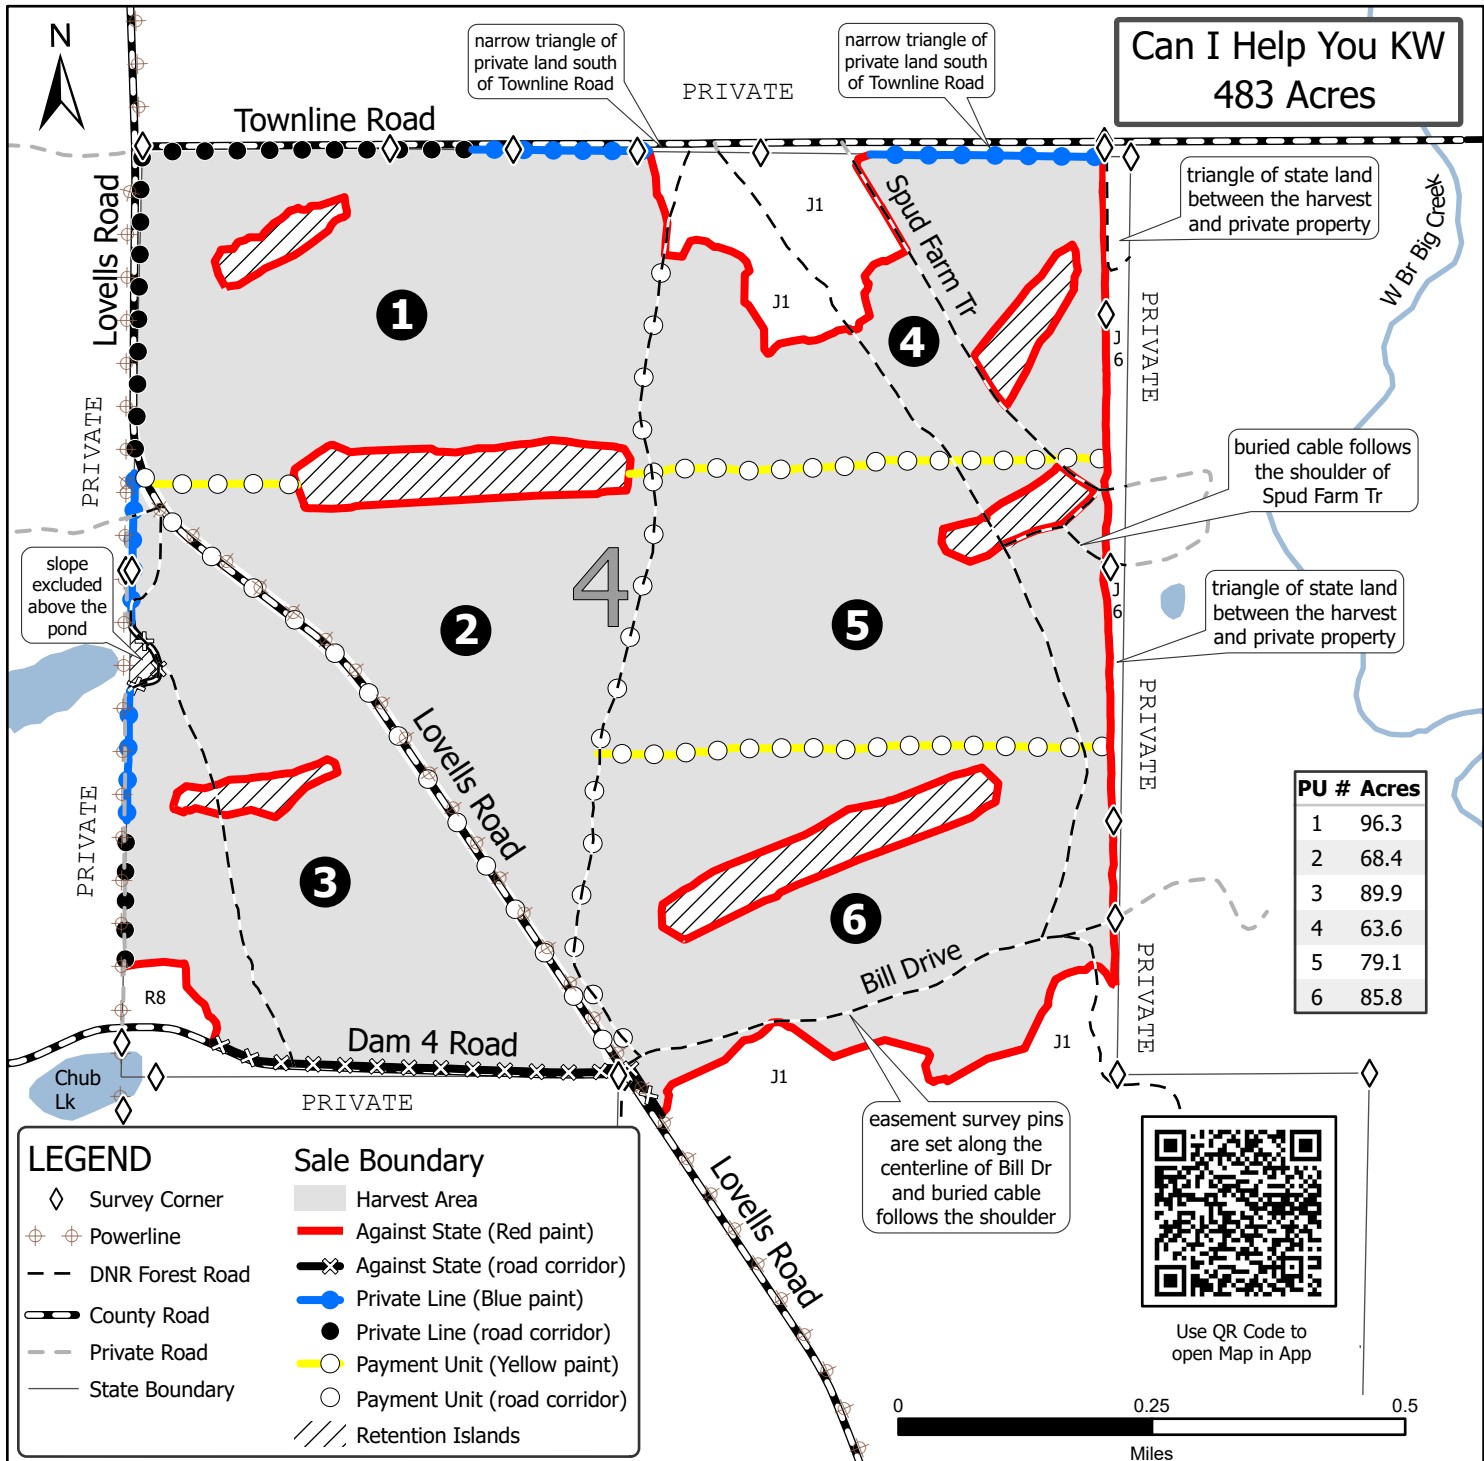 N
Can I Help You KW
483 Acres
narrow triangle of
private land south
of Townline Road
PRIVATE
narrow triangle of
private land south
of Townline Road
Townline Road
Lovells Road
Spud Farm Tr
J1
J1
triangle of state land
between the harvest
and private property
W Br Big Creek
1
4
J
6
PRIVATE
PRIVATE
buried cable follows
the shoulder of
Spud Farm Tr
slope
excluded
above the
pond
4
2
5
J
6
triangle of state land
between the harvest
and private property
PRIVATE
Lovells Road
PRIVATE
3
6
PU # Acres
1 96.3
2 68.4
3 89.9
4 63.6
5 79.1
6 85.8
Bill Drive
PRIVATE
R8
Dam 4 Road
J1
J1
Chub
Lk
PRIVATE
easement survey pins
are set along the
centerline of Bill Dr
and buried cable
follows the shoulder
Lovells Road
LEGEND
Survey Corner
Powerline
DNR Forest Road
County Road
Private Road
State Boundary
Sale Boundary
Harvest Area
Against State (Red paint)
Against State (road corridor)
Private Line (Blue paint)
Private Line (road corridor)
Payment Unit (Yellow paint)
Payment Unit (road corridor)
Retention Islands
Use QR Code to
open Map in App
0 0.25 0.5
Miles